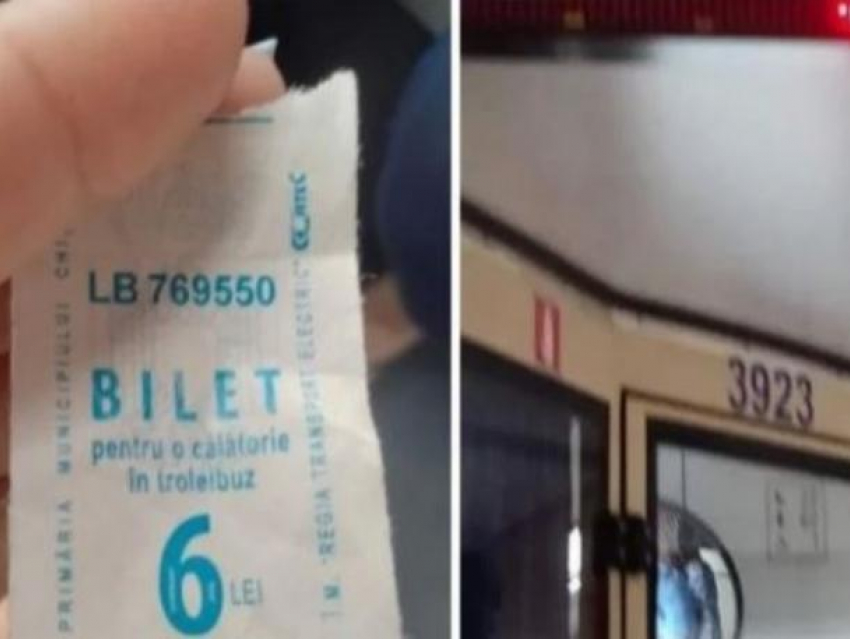 LB 769550
BILET
pentru o călătorie
în troleibuz
6 LEI
PRIMĂRIA MUNICIPIULUI
Î.M. "REGIA TRANSPORT ELECTRIC"
3923